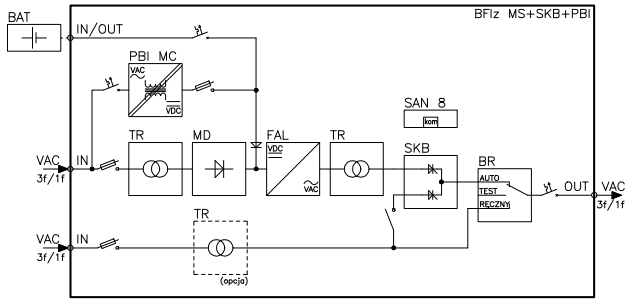 BFIz MS+SKB+PBI
BAT
IN/OUT
PBI MC
VAC
VDC
SAN 8
kom
TR
MD
FAL
TR
SKB
BR
VAC
3f/1f
IN
VDC
VAC
AUTO
TEST
RĘCZNY
OUT
VAC
3f/1f
TR
VAC
3f/1f
IN
(opcja)